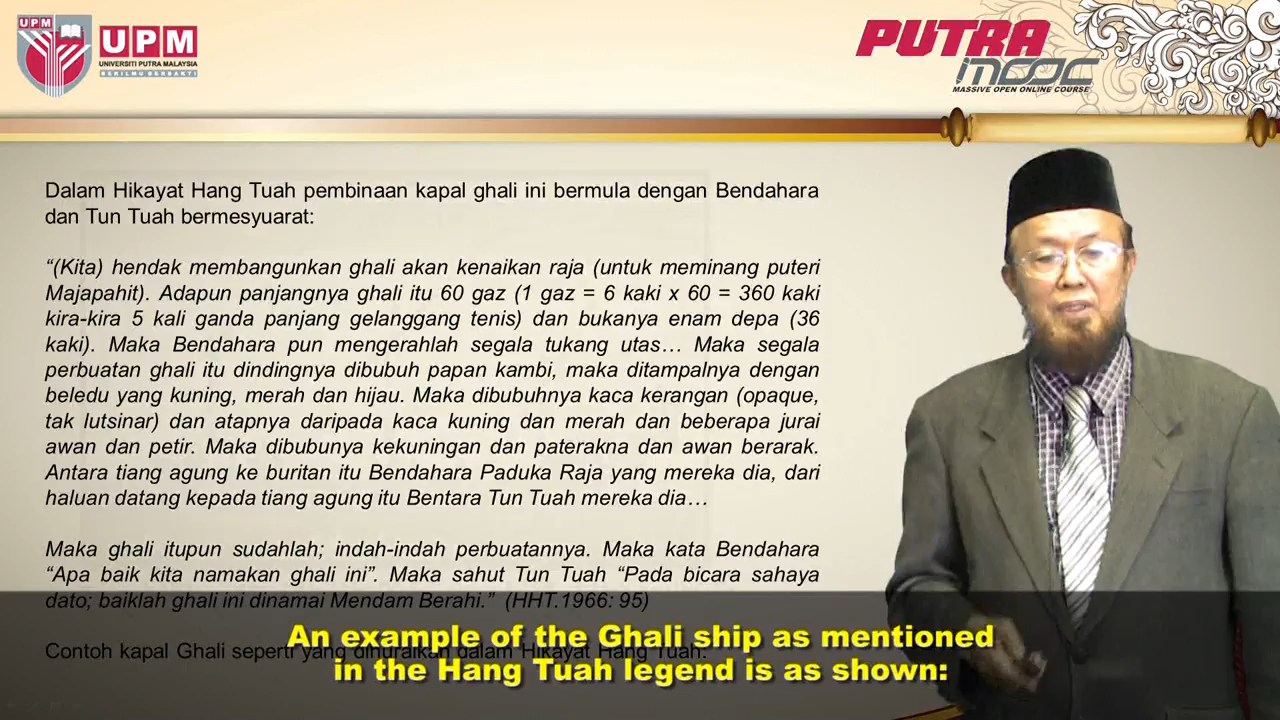 UPM
UPM
UNIVERSITI PUTRA MALAYSIA
BERILMU BERBAKTI
PUTRA
mooc
MASSIVE OPEN ONLINE COURSE
Dalam Hikayat Hang Tuah pembinaan kapal ghali ini bermula dengan Bendahara
dan Tun Tuah bermesyuarat:
“(Kita) hendak membangunkan ghali akan kenaikan raja (untuk meminang puteri
Majapahit). Adapun panjangnya ghali itu 60 gaz (1 gaz = 6 kaki x 60 = 360 kaki
kira-kira 5 kali ganda panjang gelanggang tenis) dan bukanya enam depa (36
kaki). Maka Bendahara pun mengerahlah segala tukang utas… Maka segala
perbuatan ghali itu dindingnya dibubuh papan kambi, maka ditampalnya dengan
beledu yang kuning, merah dan hijau. Maka dibubuhnya kaca kerangan (opaque,
tak lutsinar) dan atapnya daripada kaca kuning dan merah dan beberapa jurai
awan dan petir. Maka dibubunya kekuningan dan paterakna dan awan berarak.
Antara tiang agung ke buritan itu Bendahara Paduka Raja yang mereka dia, dari
haluan datang kepada tiang agung itu Bentara Tun Tuah mereka dia…
Maka ghali itupun sudahlah; indah-indah perbuatannya. Maka kata Bendahara
“Apa baik kita namakan ghali ini”. Maka sahut Tun Tuah “Pada bicara sahaya
dato; baiklah ghali ini dinamai Mendam Berahi.” (HHT.1966: 95)
Contoh kapal Ghali seperti yang dihuraikan dalam Hikayat Hang Tuah:
An example of the Ghali ship as mentioned
in the Hang Tuah legend is as shown: